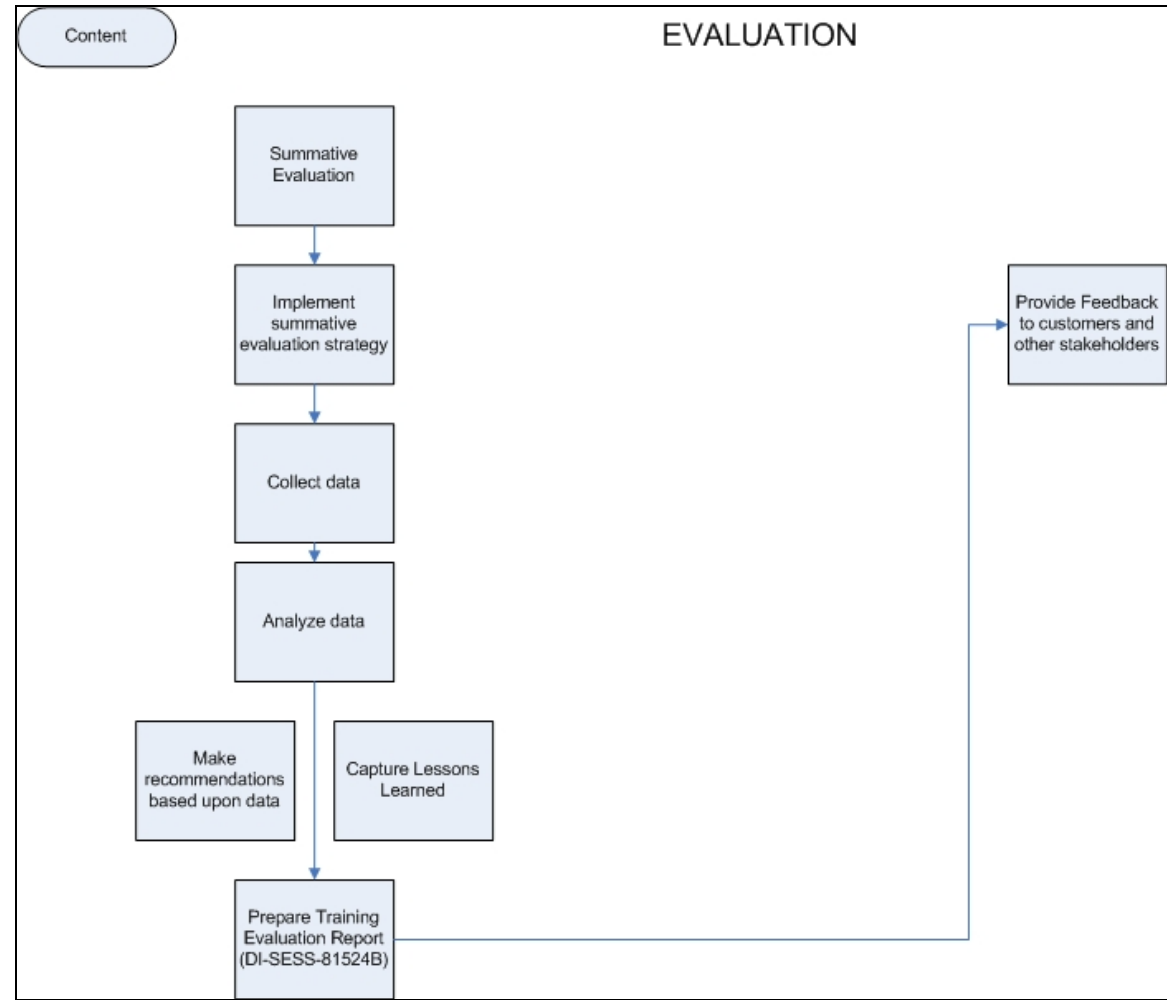 Content
EVALUATION
Summative
Evaluation
Implement
summative
evaluation strategy
Provide Feedback
to customers and
other stakeholders
Collect data
Analyze data
Make
recommendations
based upon data
Capture Lessons
Learned
Prepare Training
Evaluation Report
(DI-SESS-81524B)